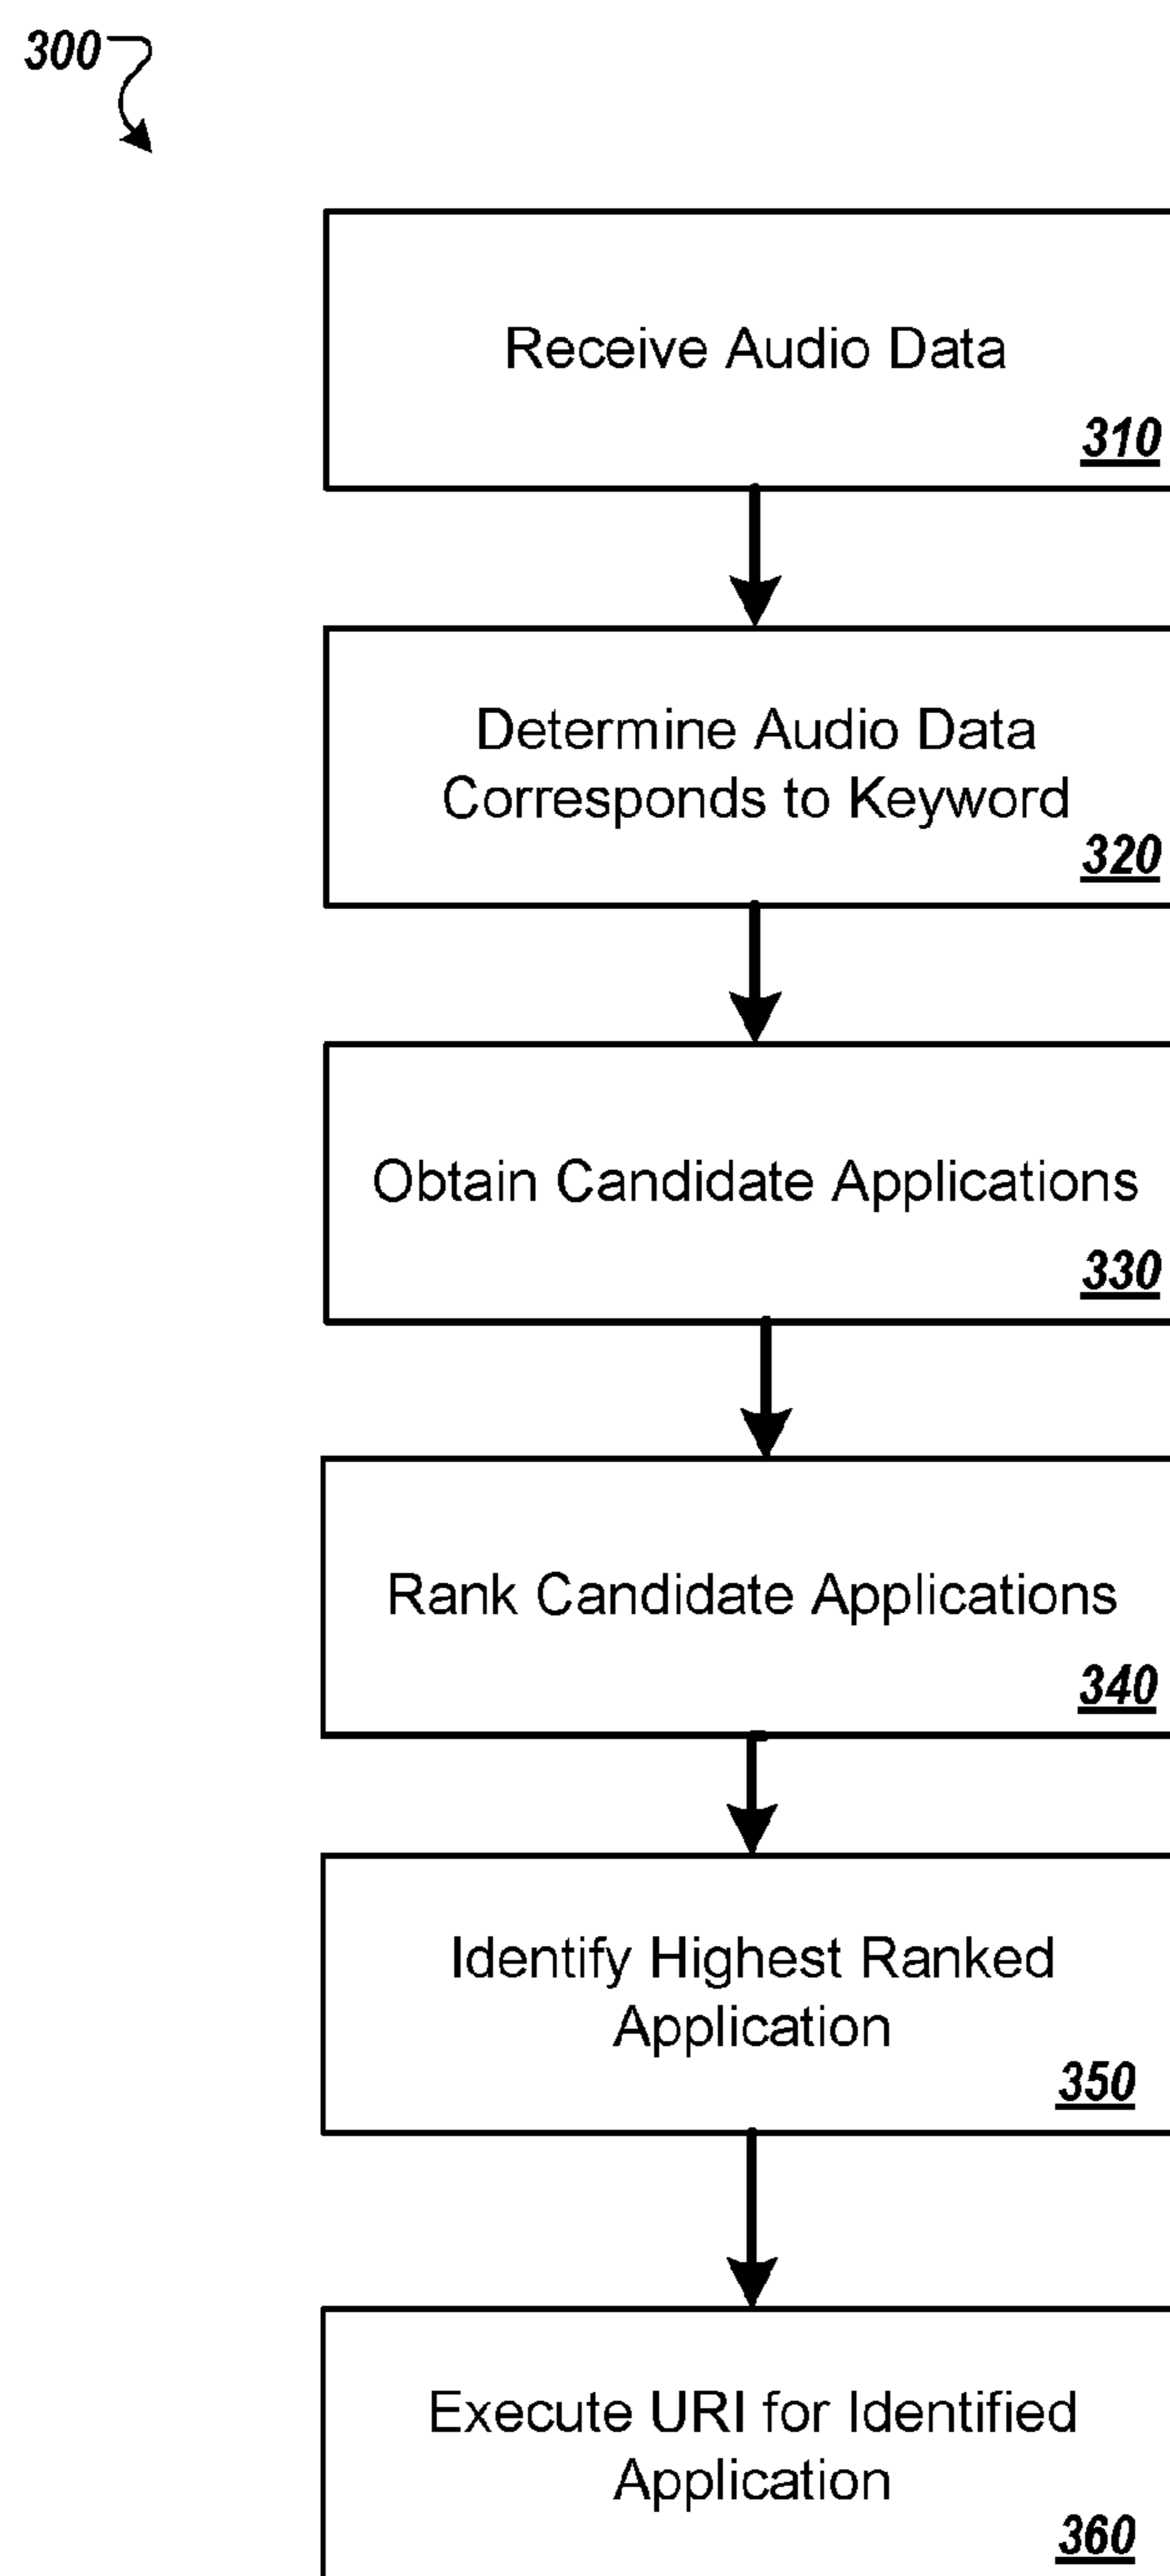 300
Receive Audio Data
310
Determine Audio Data
Corresponds to Keyword
320
Obtain Candidate Applications
330
Rank Candidate Applications
340
Identify Highest Ranked
Application
350
Execute URI for Identified
Application
360